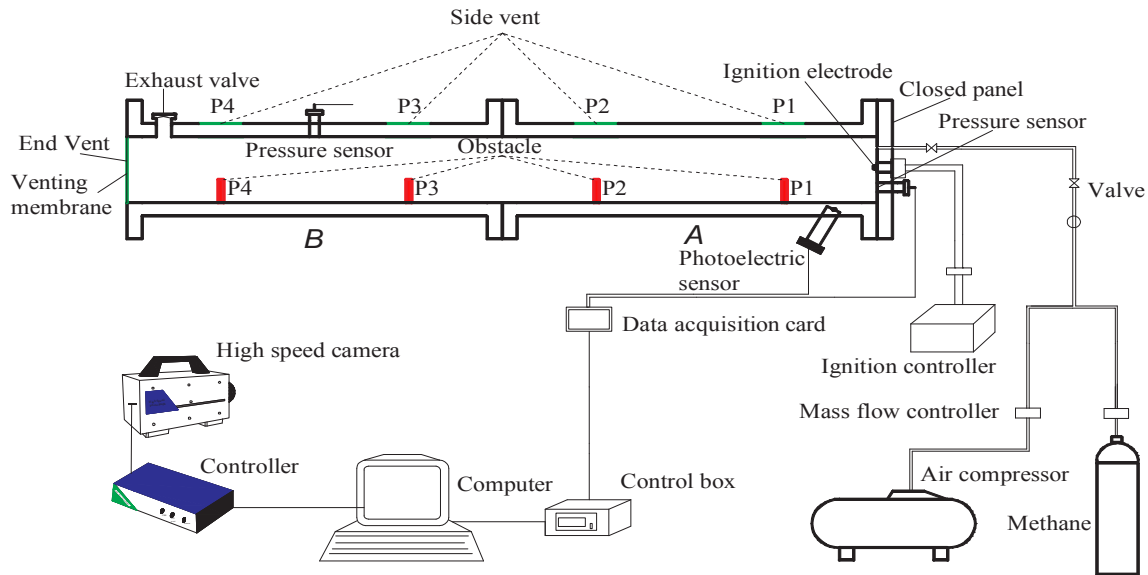 Side vent
Exhaust valve
Ignition electrode
P4
P3
P2
P1
Closed panel
Pressure sensor
End Vent
Pressure sensor
Obstacle
Venting
membrane
P4
P3
P2
P1
Valve
B
A
Photoelectric
sensor
Data acquisition card
High speed camera
Ignition controller
Mass flow controller
Controller
Computer
Control box
Air compressor
Methane